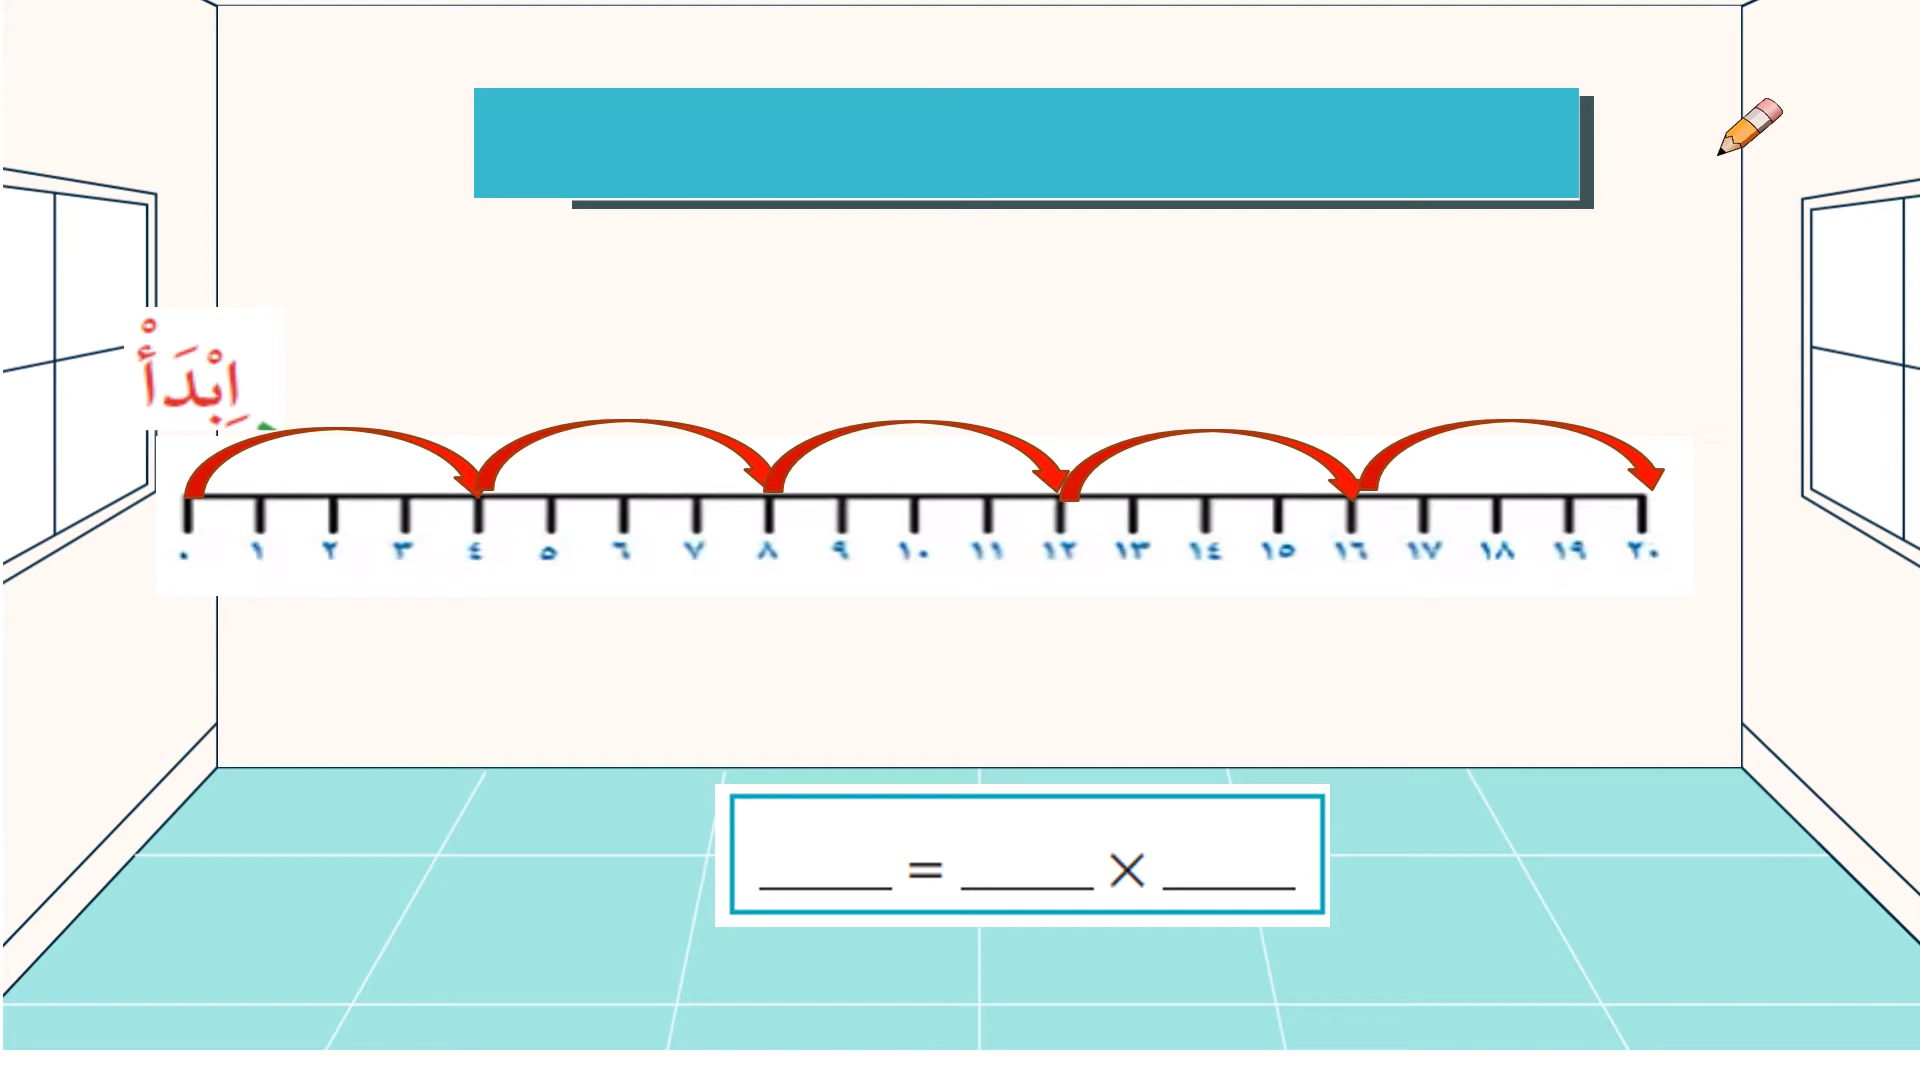 اِبْدَأْ
٠ ١ ٢ ٣ ٤ ٥ ٦ ٧ ٨ ٩ ١٠ ١١ ١٢ ١٣ ١٤ ١٥ ١٦ ١٧ ١٨ ١٩ ٢٠
_____ × _____ = _____